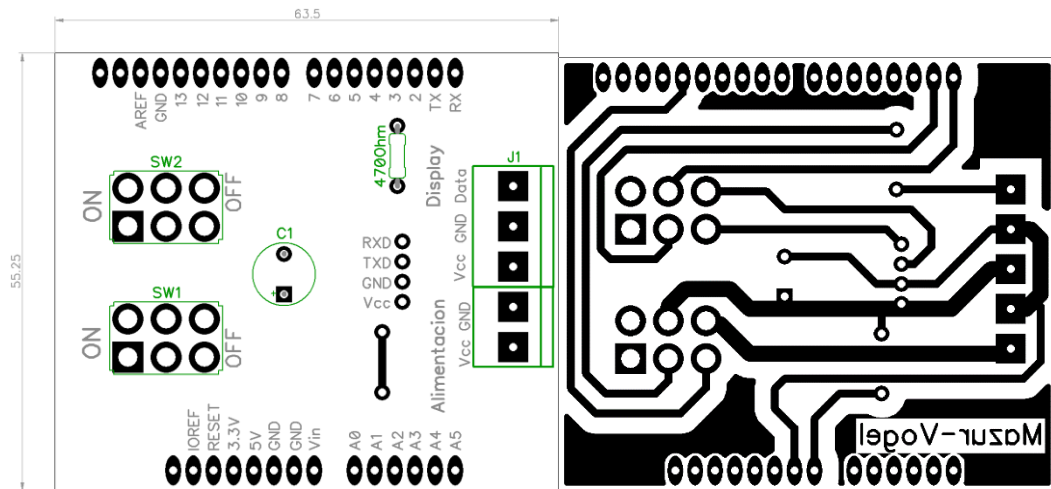 63.5
55.25
AREF
GND
13
12
11
10
9
8
7
6
5
4
3
2
TX
RX
SW2
ON
OFF
470Ohm
Display
J1
Data
GND
Vcc
C1
+
RXD
TXD
GND
Vcc
SW1
ON
OFF
Alimentacion
GND
Vcc
IOREF
RESET
3.3V
5V
GND
GND
Vin
A0
A1
A2
A3
A4
A5
Mazur-Vogel